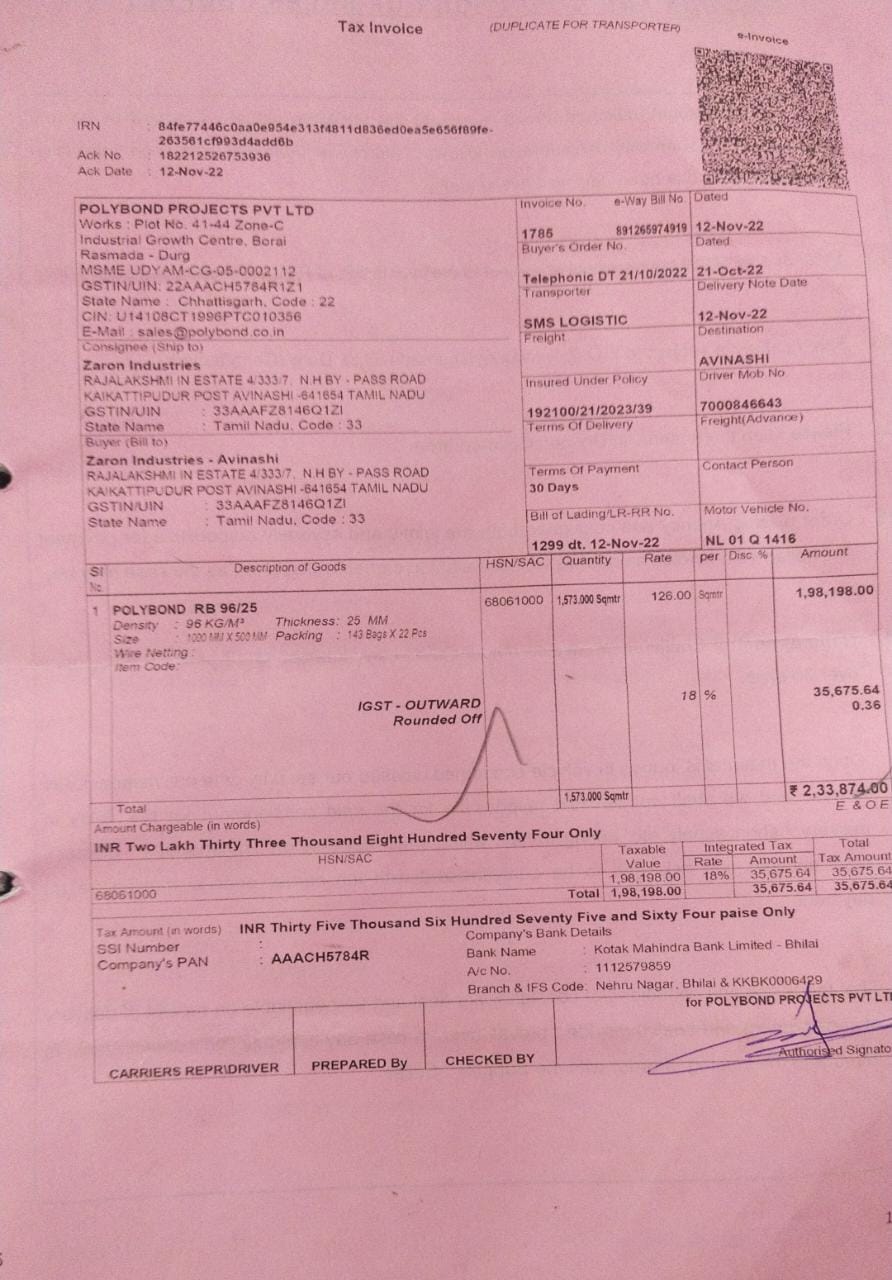 Tax Invoice
(DUPLICATE FOR TRANSPORTER)
e-Invoice
IRN : 84fe77446c0aa0e954e313f4811d836ed0ea5e656f89fe-
263561cf993d4add6b
Ack No. : 182212526753936
Ack Date : 12-Nov-22
POLYBOND PROJECTS PVT LTD
Works : Plot No. 41-44 Zone-C
Industrial Growth Centre, Borai
Rasmada - Durg
MSME UDYAM-CG-05-0002112
GSTIN/UIN: 22AAACH5784R1Z1
State Name : Chhattisgarh, Code : 22
CIN: U14108CT1996PTC010356
E-Mail : sales@polybond.co.in
Consignee (Ship to)
Zaron Industries
RAJALAKSHMI IN ESTATE 4/333/7, N.H BY - PASS ROAD
KAIKATTIPUDUR POST AVINASHI -641654 TAMIL NADU
GSTIN/UIN : 33AAAFZ8146Q1ZI
State Name : Tamil Nadu, Code : 33
Buyer (Bill to)
Zaron Industries - Avinashi
RAJALAKSHMI IN ESTATE 4/333/7, N.H BY - PASS ROAD
KAIKATTIPUDUR POST AVINASHI -641654 TAMIL NADU
GSTIN/UIN : 33AAAFZ8146Q1ZI
State Name : Tamil Nadu, Code : 33
Invoice No. e-Way Bill No. Dated
1785 891265974919 12-Nov-22
Buyer's Order No. Dated
Telephonic DT 21/10/2022 21-Oct-22
Transporter Delivery Note Date
SMS LOGISTIC 12-Nov-22
Freight Destination
AVINASHI
Insured Under Policy Driver Mob.No
192100/21/2023/39 7000846643
Terms Of Delivery Freight(Advance)
Terms Of Payment Contact Person
30 Days
Bill of Lading/LR-RR No. Motor Vehicle No.
1299 dt. 12-Nov-22 NL 01 Q 1416
Sl No. Description of Goods HSN/SAC Quantity Rate per Disc. % Amount
1 POLYBOND RB 96/25 68061000 1,573.000 Sqmtr 126.00 Sqmtr 1,98,198.00
Density : 96 KG/M³ Thickness: 25 MM
Size : 1000 MM X 500 MM Packing : 143 Bags X 22 Pcs
Wire Netting :
Item Code:
IGST - OUTWARD 18 % 35,675.64
Rounded Off 0.36
Total 1,573.000 Sqmtr ₹ 2,33,874.00
E & O.E
Amount Chargeable (in words)
INR Two Lakh Thirty Three Thousand Eight Hundred Seventy Four Only
HSN/SAC Taxable Value Integrated Tax Rate Amount Total Tax Amount
68061000 1,98,198.00 18% 35,675.64 35,675.64
Total 1,98,198.00 35,675.64 35,675.64
Tax Amount (in words) INR Thirty Five Thousand Six Hundred Seventy Five and Sixty Four paise Only
SSI Number :
Company's PAN : AAACH5784R
Company's Bank Details
Bank Name : Kotak Mahindra Bank Limited - Bhilai
A/c No. : 1112579859
Branch & IFS Code: Nehru Nagar, Bhilai & KKBK0006429
for POLYBOND PROJECTS PVT LT
Authorised Signato
CARRIERS REPR\DRIVER PREPARED By CHECKED BY